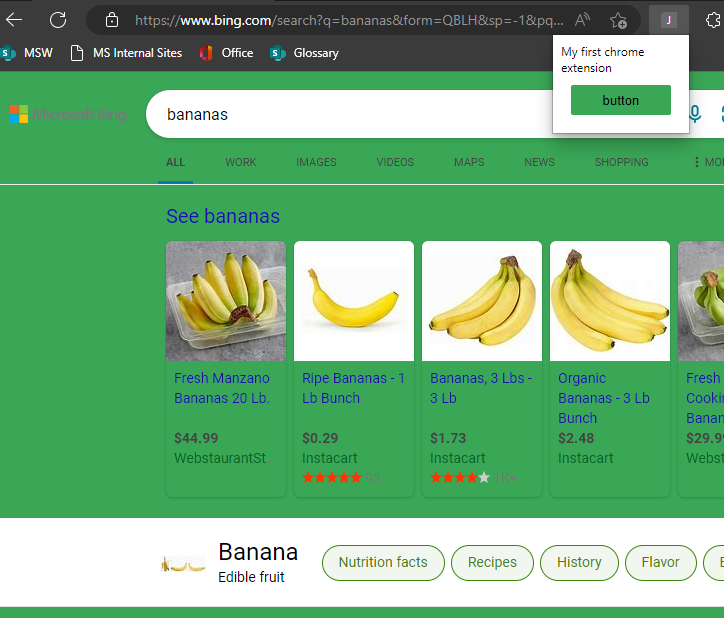 https://www.bing.com/search?q=bananas&form=QBLH&sp=-1&pq...
J
MSW
MS Internal Sites
Office
Glossary
My first chrome
extension
button
Microsoft Bing
bananas
ALL
WORK
IMAGES
VIDEOS
MAPS
NEWS
SHOPPING
See bananas
Fresh Manzano
Bananas 20 Lb.
$44.99
WebstaurantSt...
Ripe Bananas - 1
Lb Bunch
$0.29
Instacart
93
Bananas, 3 Lbs -
3 Lb
$1.73
Instacart
1K+
Organic
Bananas - 3 Lb
Bunch
$2.48
Instacart
Fresh
$29.9
Banana
Edible fruit
Nutrition facts
Recipes
History
Flavor